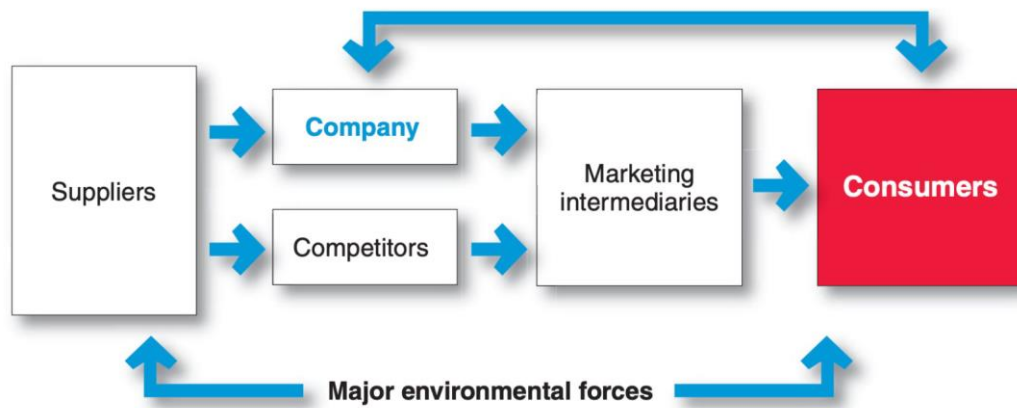 Company
Suppliers
Competitors
Marketing
intermediaries
Consumers
Major environmental forces